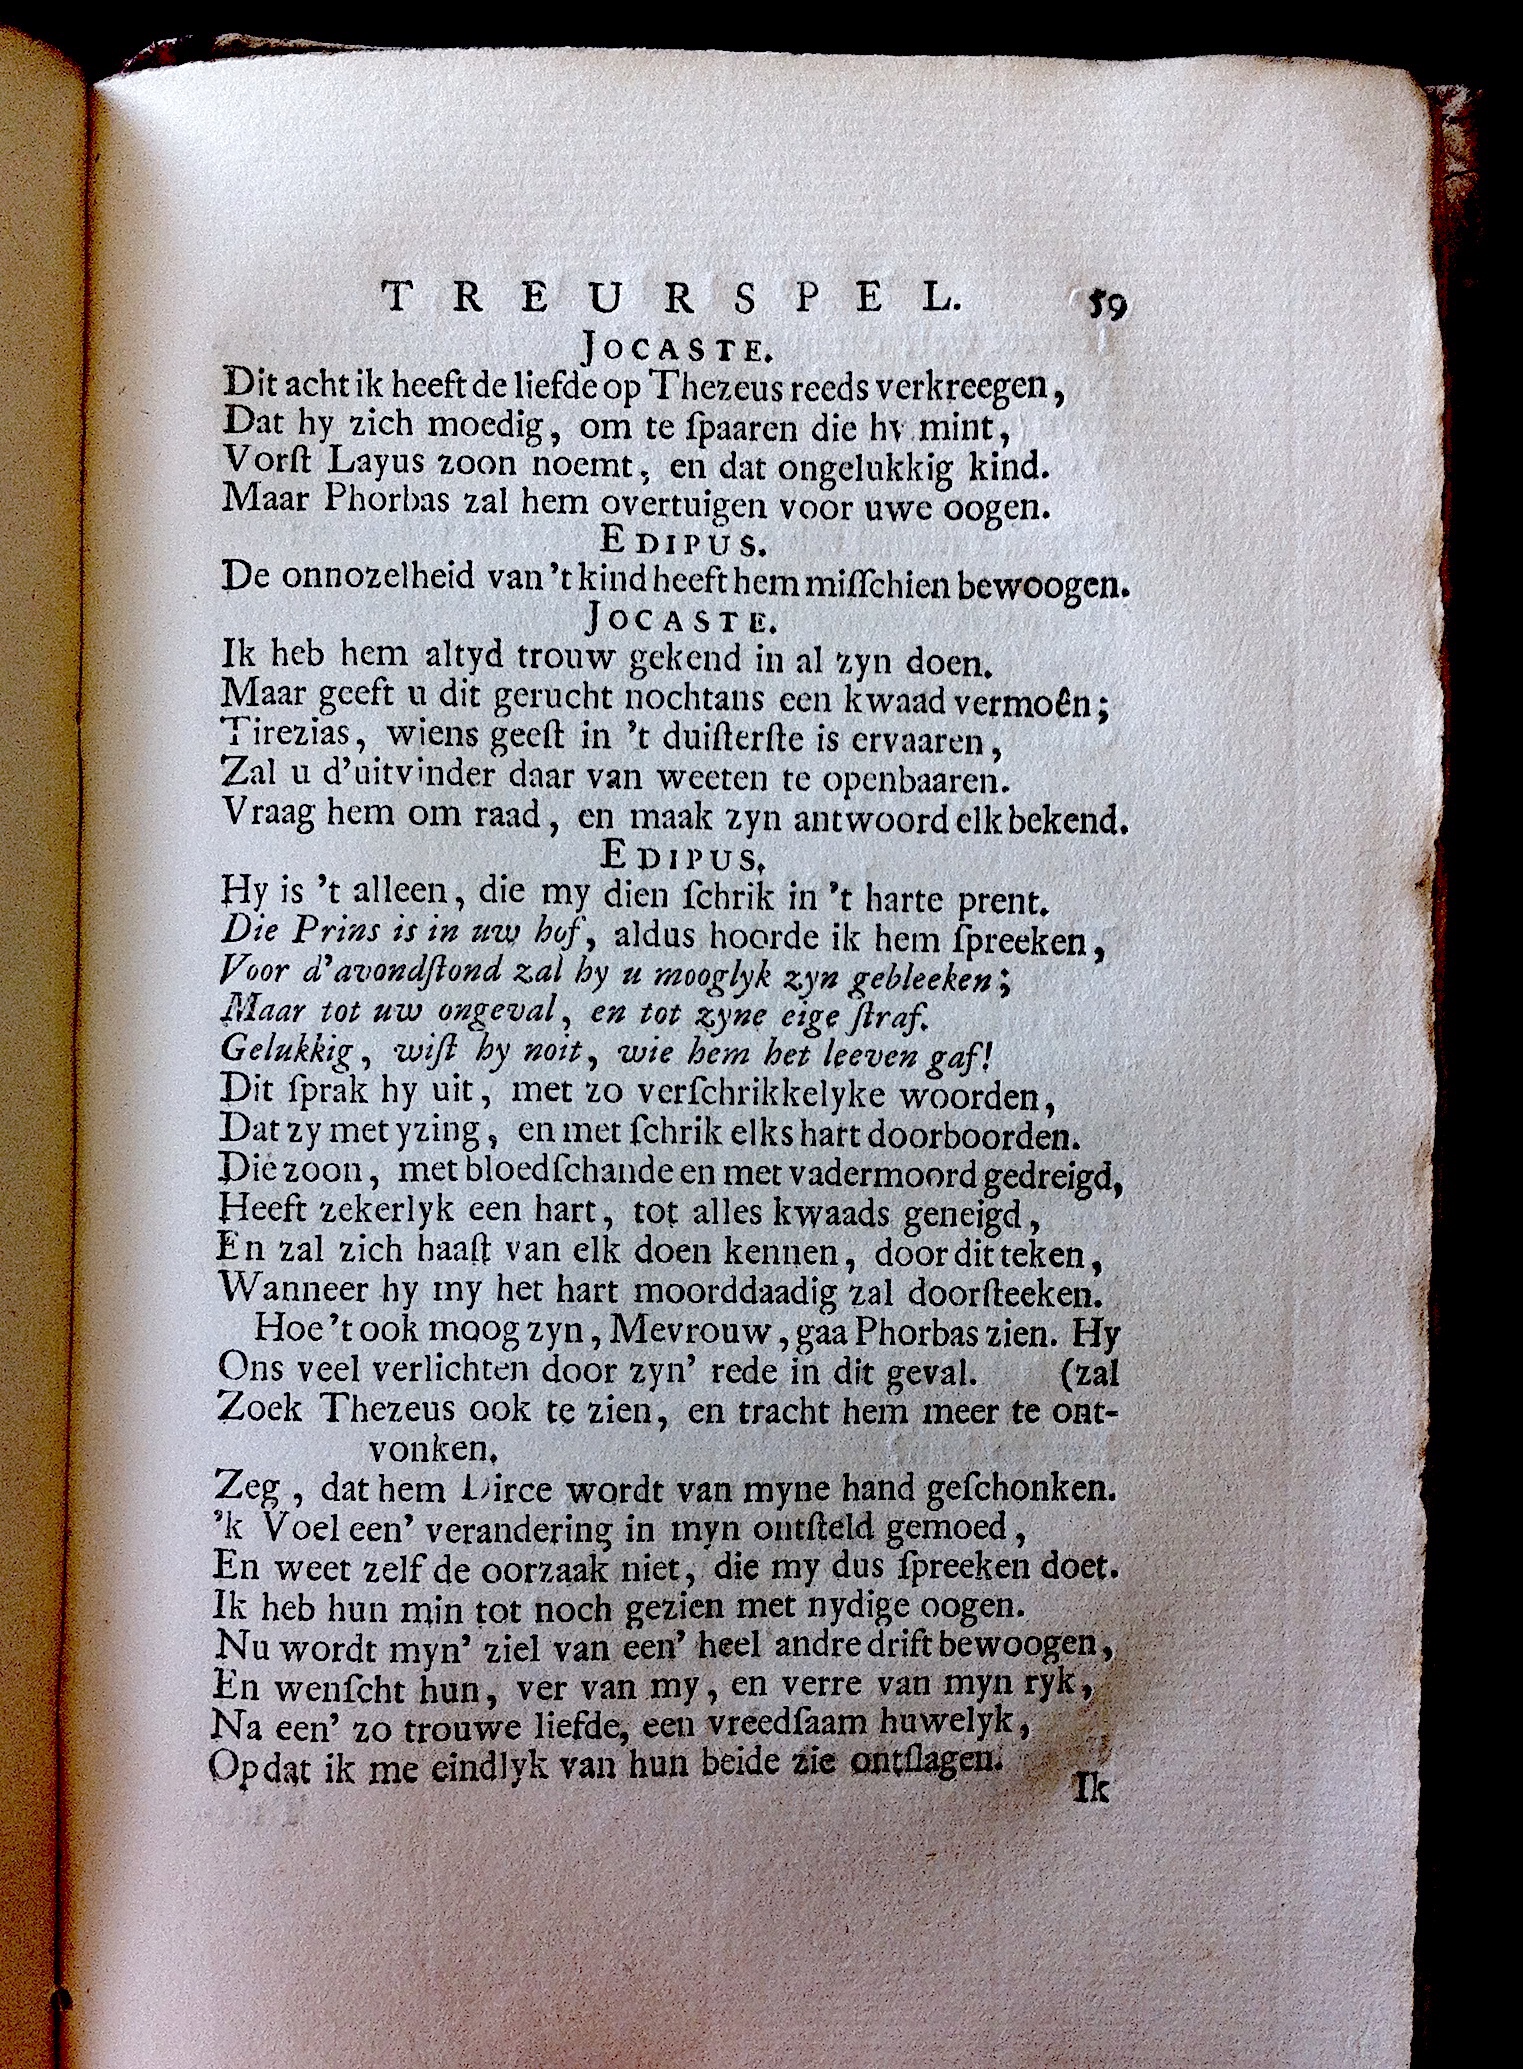 TREURSPEL. 59
JOCASTE.
Dit acht ik heeft de liefde op Thezeus reeds verkreegen,
Dat hy zich moedig, om te ſpaaren die hy mint,
Vorſt Layus zoon noemt, en dat ongelukkig kind.
Maar Phorbas zal hem overtuigen voor uwe oogen.
EDIPUS.
De onnozelheid van 't kind heeft hem miſſchien bewoogen.
JOCASTE.
Ik heb hem altyd trouw gekend in al zyn doen.
Maar geeft u dit gerucht nochtans een kwaad vermoên;
Tirezias, wiens geeſt in 't duiſterſte is ervaaren,
Zal u d'uitvinder daar van weeten te openbaaren.
Vraag hem om raad, en maak zyn antwoord elk bekend.
EDIPUS.
Hy is 't alleen, die my dien ſchrik in 't harte prent.
Die Prins is in uw hof, aldus hoorde ik hem ſpreeken,
Voor d'avondſtond zal hy u mooglyk zyn gebleeken;
Maar tot uw ongeval, en tot zyne eige ſtraf.
Gelukkig, wiſt hy noit, wie hem het leeven gaf!
Dit ſprak hy uit, met zo verſchrikkelyke woorden,
Dat zy met yzing, en met ſchrik elks hart doorboorden.
Die zoon, met bloedſchande en met vadermoord gedreigd,
Heeft zekerlyk een hart, tot alles kwaads geneigd,
En zal zich haaſt van elk doen kennen, door dit teken,
Wanneer hy my het hart moorddaadig zal doorſteeken.
Hoe 't ook moog zyn, Mevrouw, gaa Phorbas zien. Hy
Ons veel verlichten door zyn' rede in dit geval. (zal
Zoek Thezeus ook te zien, en tracht hem meer te ont-
vonken.
Zeg, dat hem Dirce wordt van myne hand geſchonken.
'k Voel een' verandering in myn ontſteld gemoed,
En weet zelf de oorzaak niet, die my dus ſpreeken doet.
Ik heb hun min tot noch gezien met nydige oogen.
Nu wordt myn' ziel van een' heel andre drift bewoogen,
En wenſcht hun, ver van my, en verre van myn ryk,
Na een' zo trouwe liefde, een vreedſaam huwelyk,
Opdat ik me eindlyk van hun beide zie ontſlagen.
Ik